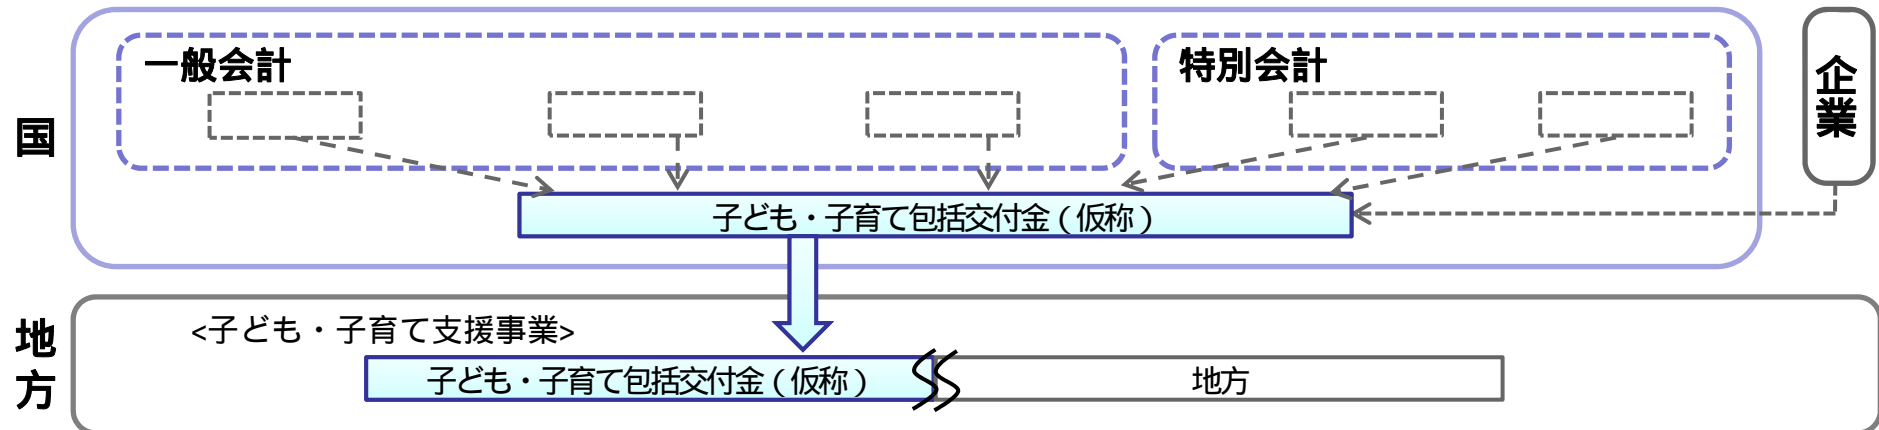 一般会計
特別会計
企業
国
子ども・子育て包括交付金(仮称)
地方
<子ども・子育て支援事業>
子ども・子育て包括交付金(仮称)
地方